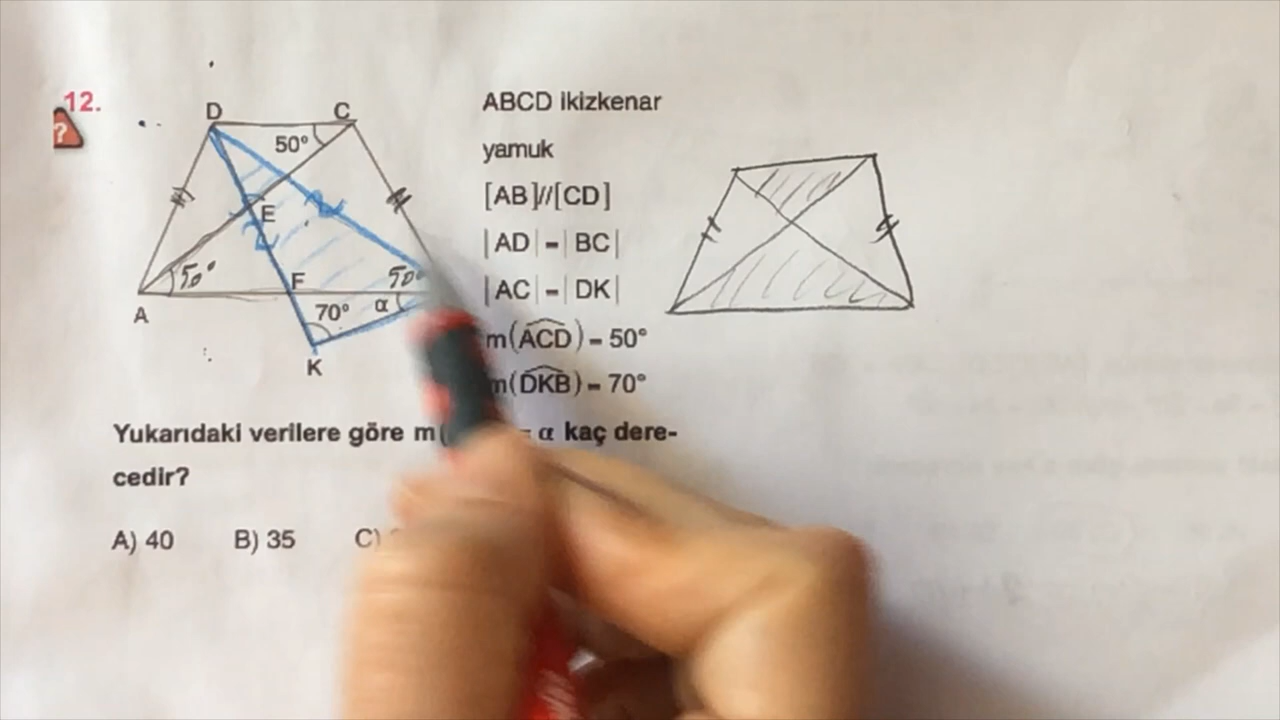 12.
?
D C
50°
E
50° F 50°
A 70° α
K
ABCD ikizkenar
yamuk
[AB]//[CD]
|AD| = |BC|
|AC| = |DK|
m(ACD) = 50°
m(DKB) = 70°
Yukarıdaki verilere göre m( = α kaç dere-
cedir?
A) 40 B) 35 C)